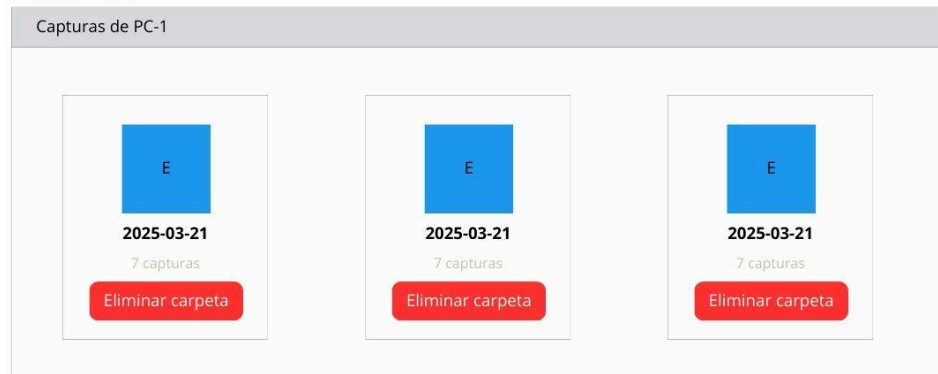 Capturas de PC-1
E
2025-03-21
7 capturas
Eliminar carpeta
E
2025-03-21
7 capturas
Eliminar carpeta
E
2025-03-21
7 capturas
Eliminar carpeta